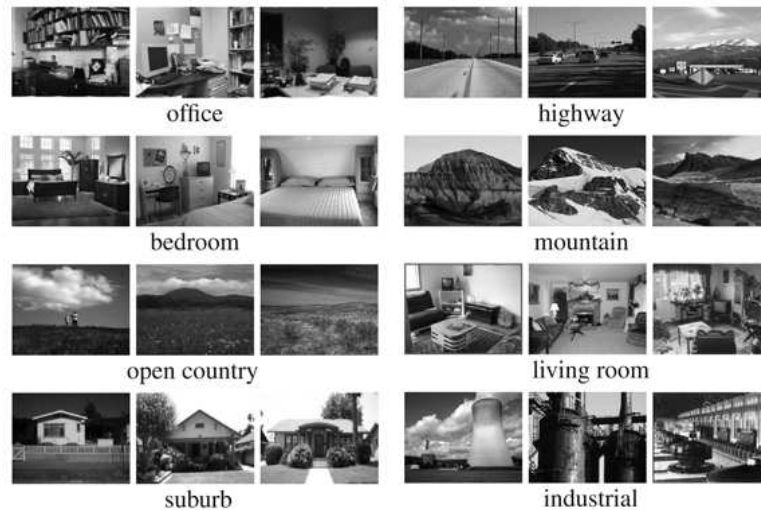 office
highway
bedroom
mountain
open country
living room
suburb
industrial